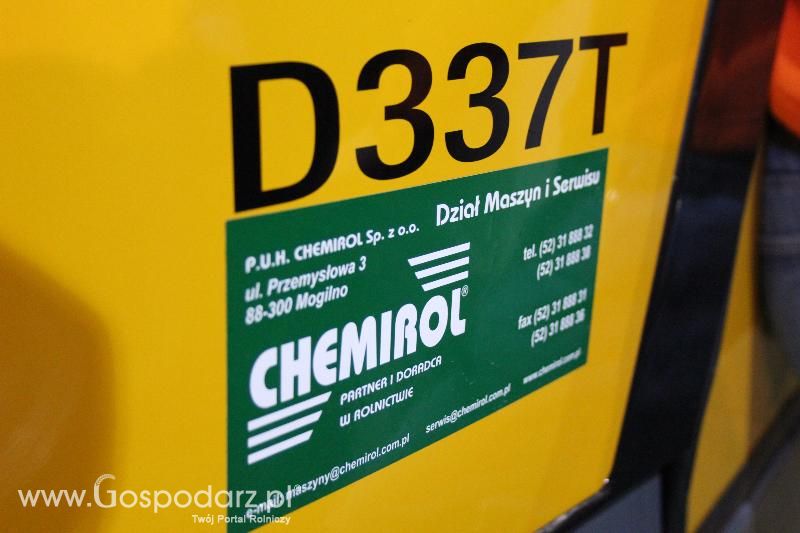 D337T
P.U.H. CHEMIROL Sp. z o.o.
Dział Maszyn i Serwisu
ul. Przemysłowa 3
88-300 Mogilno
tel. (52) 31 888 32
(52) 31 888 38
fax (52) 31 888 31
(52) 31 888 36
CHEMIROL®
PARTNER I DORADCA
W ROLNICTWIE
e-mail: maszyny@chemirol.com.pl
serwis@chemirol.com.pl
www.chemirol.com.pl
www.Gospodarz.pl
Twój Portal Rolniczy